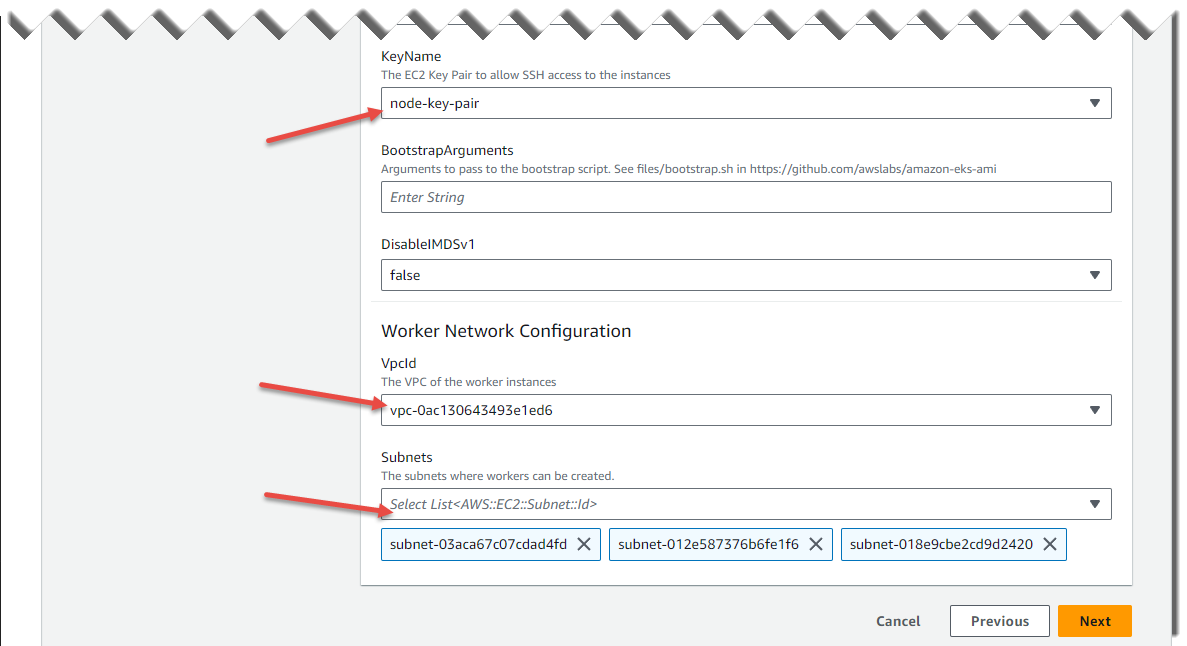 KeyName
The EC2 Key Pair to allow SSH access to the instances
node-key-pair
BootstrapArguments
Arguments to pass to the bootstrap script. See files/bootstrap.sh in https://github.com/awslabs/amazon-eks-ami
Enter String
DisableIMDSv1
false
Worker Network Configuration
VpcId
The VPC of the worker instances
vpc-0ac130643493e1ed6
Subnets
The subnets where workers can be created.
Select List<AWS::EC2::Subnet::Id>
subnet-03aca67c07cdad4fd subnet-012e587376b6fe1f6 subnet-018e9cbe2cd9d2420
Cancel Previous Next